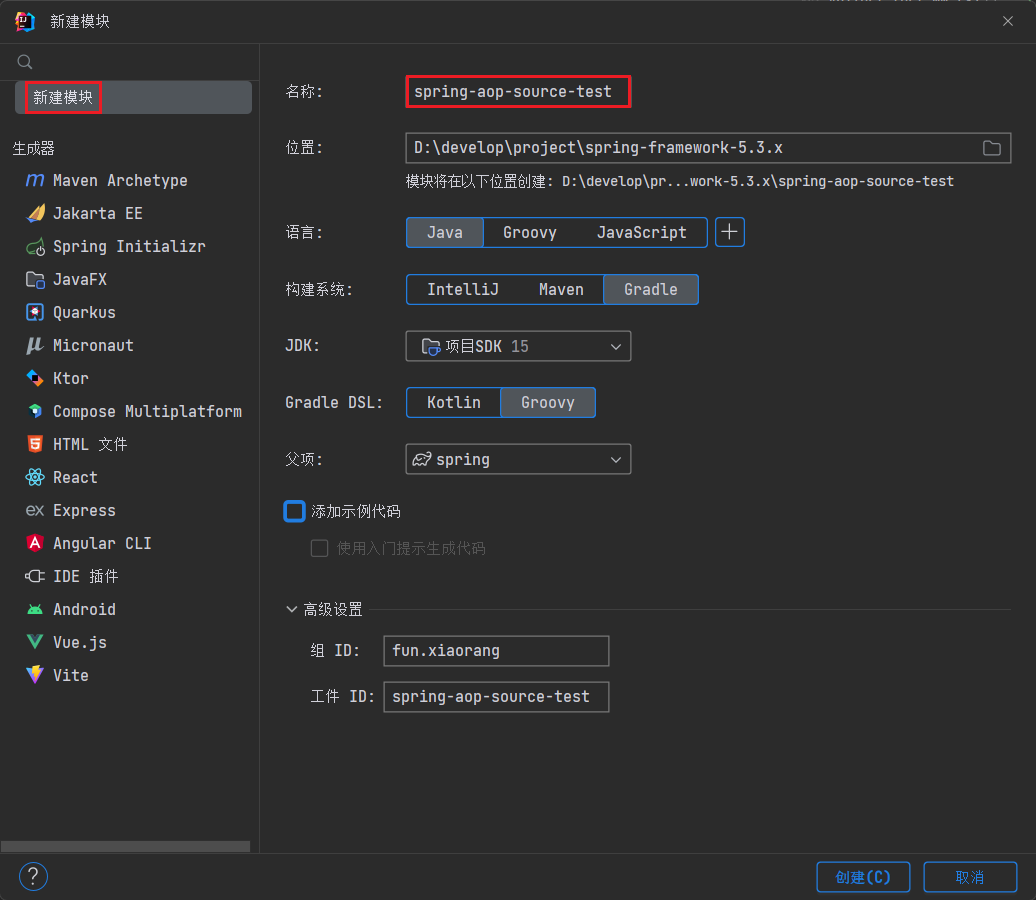 新建模块
新建模块
生成器
Maven Archetype
Jakarta EE
Spring Initializr
JavaFX
Quarkus
Micronaut
Ktor
Compose Multiplatform
HTML 文件
React
Express
Angular CLI
IDE 插件
Android
Vue.js
Vite
名称: spring-aop-source-test
位置: D:\develop\project\spring-framework-5.3.x
模块将在以下位置创建: D:\develop\pr...work-5.3.x\spring-aop-source-test
语言: Java Groovy JavaScript
构建系统: IntelliJ Maven Gradle
JDK: 项目SDK 15
Gradle DSL: Kotlin Groovy
父项: spring
添加示例代码
使用入门提示生成代码
高级设置
组 ID: fun.xiaorang
工件 ID: spring-aop-source-test
? 创建(C) 取消